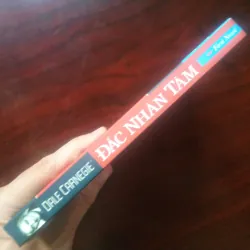 DALE CARNEGIE
ĐẮC NHÂN TÂM